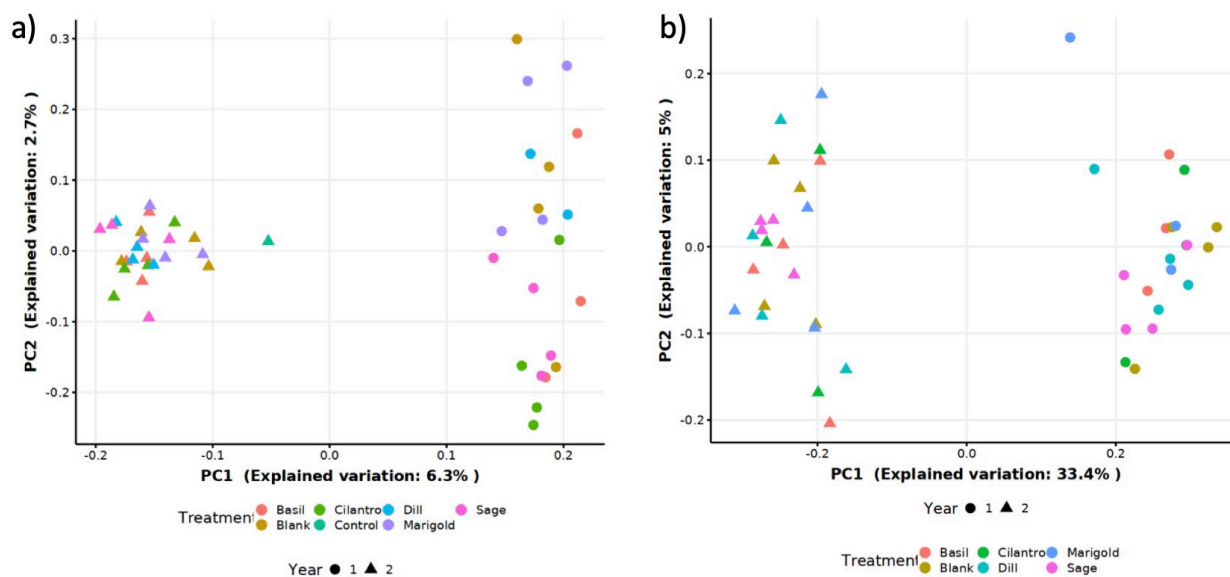 a)
PC2 (Explained variation: 2.7% )
0.3
0.2
0.1
0.0
-0.1
-0.2
-0.2 -0.1 0.0 0.1 0.2
PC1 (Explained variation: 6.3% )
Treatment
Basil Cilantro Dill Sage
Blank Control Marigold
Year 1 2
b)
PC2 (Explained variation: 5% )
0.2
0.1
0.0
-0.1
-0.2
-0.2 0.0 0.2
PC1 (Explained variation: 33.4% )
Year 1 2
Treatment
Basil Cilantro Marigold
Blank Dill Sage